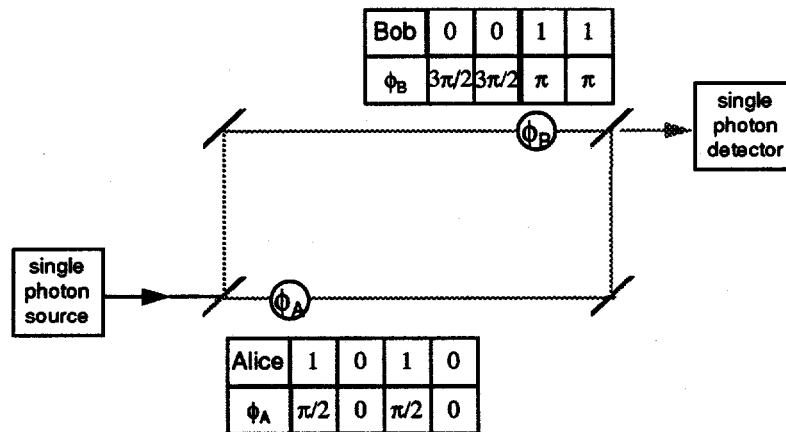 Bob 0 0 1 1
ϕB 3π/2 3π/2 π π
single
photon
detector
ϕB
single
photon
source
ϕA
Alice 1 0 1 0
ϕA π/2 0 π/2 0